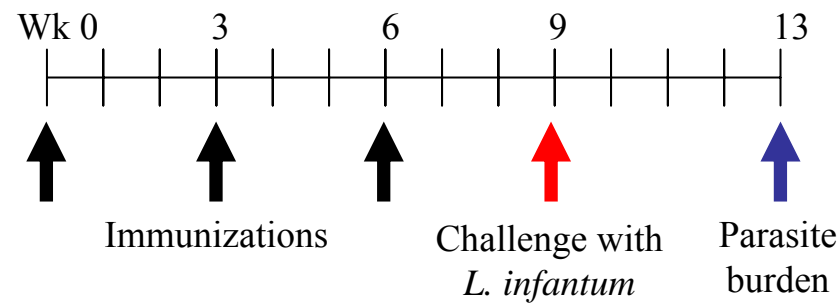 Wk 0 3 6 9 13
Immunizations
Challenge with
L. infantum
Parasite
burden